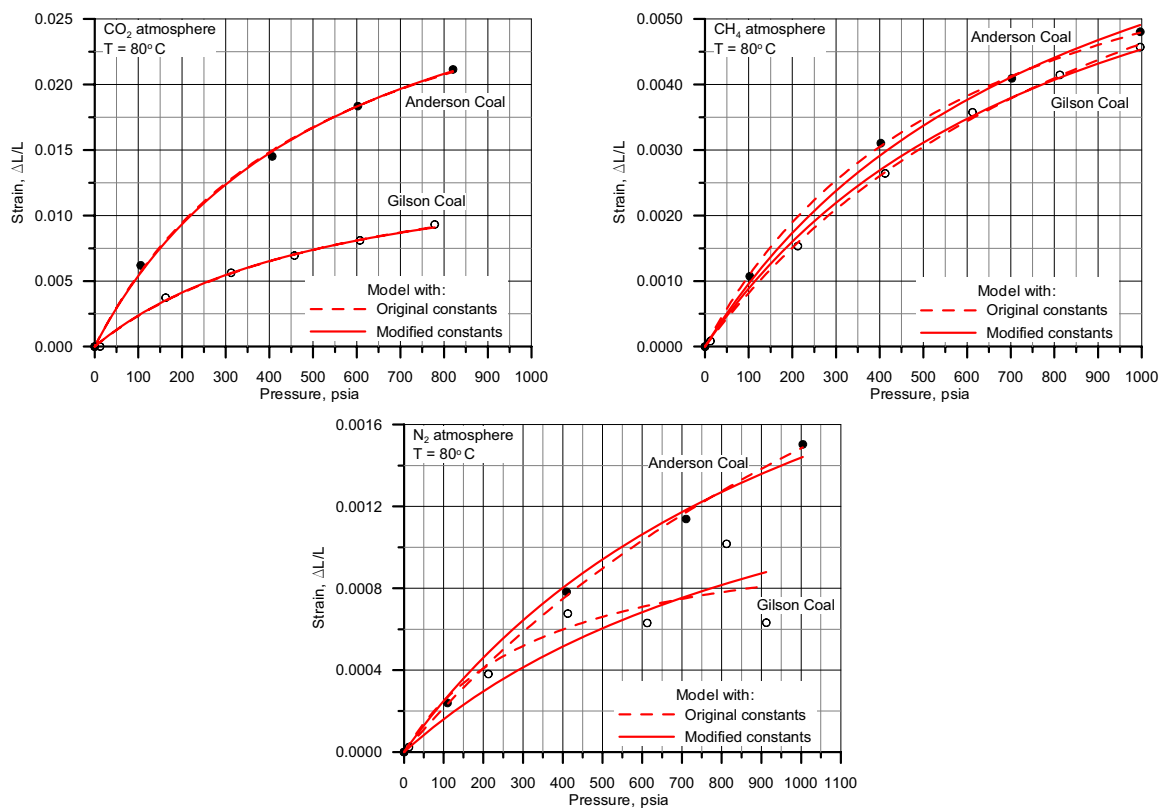 CO2 atmosphere
T = 80°C
0.025
0.020
0.015
0.010
0.005
0.000
Strain, ΔL/L
Anderson Coal
Gilson Coal
Model with:
Original constants
Modified constants
0 100 200 300 400 500 600 700 800 900 1000
Pressure, psia
CH4 atmosphere
T = 80°C
0.0050
0.0040
0.0030
0.0020
0.0010
0.0000
Strain, ΔL/L
Anderson Coal
Gilson Coal
Model with:
Original constants
Modified constants
0 100 200 300 400 500 600 700 800 900 1000
Pressure, psia
N2 atmosphere
T = 80°C
0.0016
0.0012
0.0008
0.0004
0.0000
Strain, ΔL/L
Anderson Coal
Gilson Coal
Model with:
Original constants
Modified constants
0 100 200 300 400 500 600 700 800 900 1000 1100
Pressure, psia